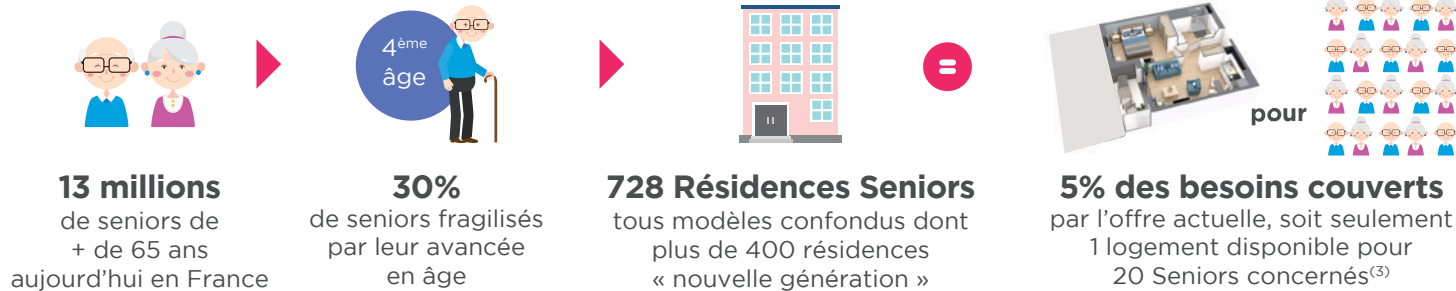 4ème
âge
pour
13 millions
de seniors de
+ de 65 ans
aujourd’hui en France
30%
de seniors fragilisés
par leur avancée
en âge
728 Résidences Seniors
tous modèles confondus dont
plus de 400 résidences
« nouvelle génération »
5% des besoins couverts
par l’offre actuelle, soit seulement
1 logement disponible pour
20 Seniors concernés(3)